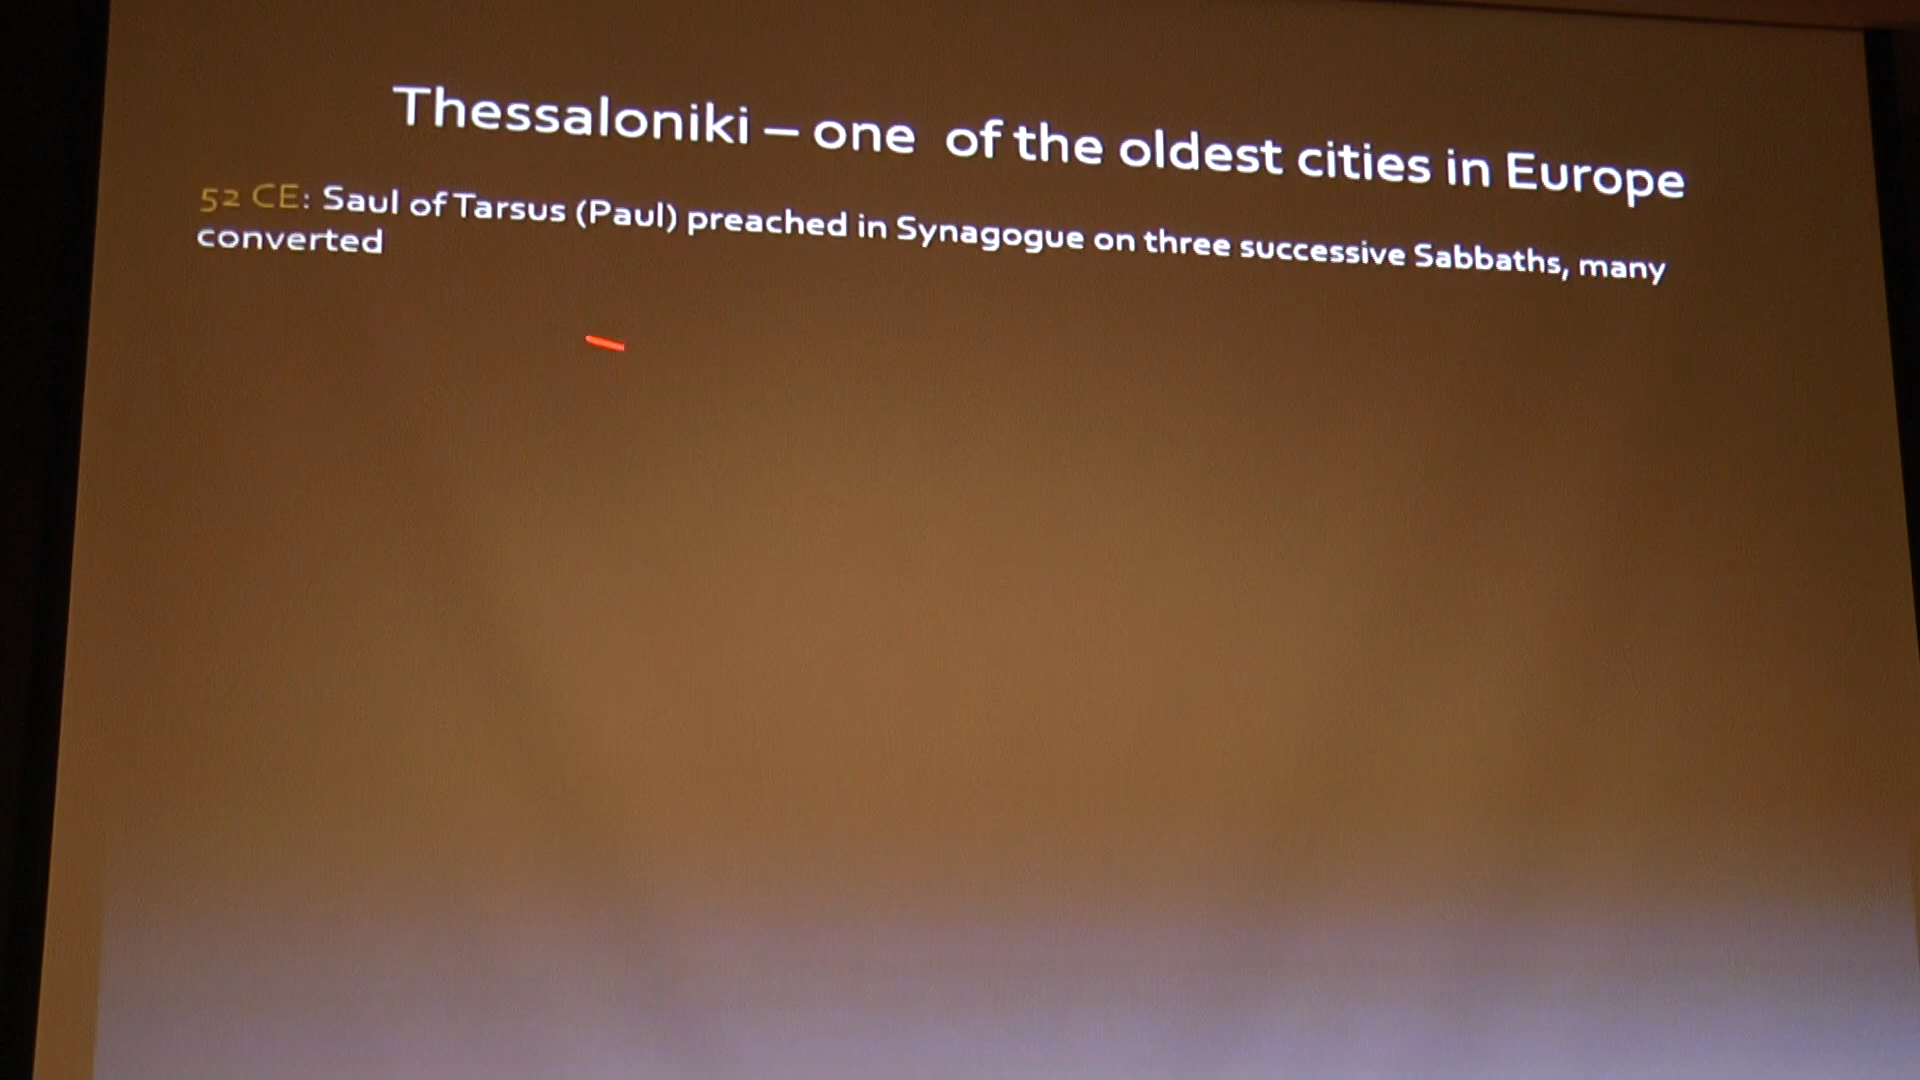 Thessaloniki – one of the oldest cities in Europe
52 CE: Saul of Tarsus (Paul) preached in Synagogue on three successive Sabbaths, many
converted